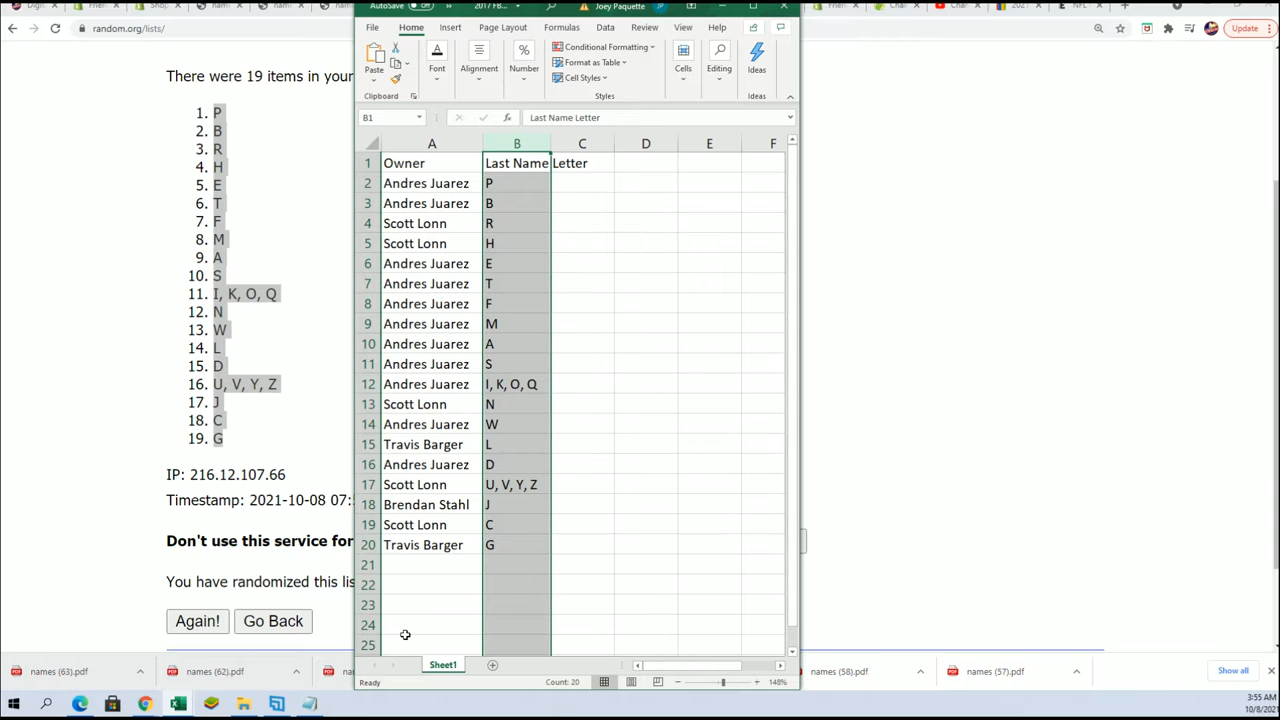 AutoSave Off 2017 FB... Joey Paquette JP
random.org/lists/
Update
File Home Insert Page Layout Formulas Data Review View Help
Paste Font Alignment Number Conditional Formatting Format as Table Cell Styles Cells Editing Ideas
Clipboard Styles Ideas
B1 fx Last Name Letter
There were 19 items in your
1. P
2. B
3. R
4. H
5. E
6. T
7. F
8. M
9. A
10. S
11. I, K, O, Q
12. N
13. W
14. L
15. D
16. U, V, Y, Z
17. J
18. C
19. G
IP: 216.12.107.66
Timestamp: 2021-10-08 07:5
Don't use this service for
You have randomized this lis
Again! Go Back
A B C D E F
1 Owner Last Name Letter
2 Andres Juarez P
3 Andres Juarez B
4 Scott Lonn R
5 Scott Lonn H
6 Andres Juarez E
7 Andres Juarez T
8 Andres Juarez F
9 Andres Juarez M
10 Andres Juarez A
11 Andres Juarez S
12 Andres Juarez I, K, O, Q
13 Scott Lonn N
14 Andres Juarez W
15 Travis Barger L
16 Andres Juarez D
17 Scott Lonn U, V, Y, Z
18 Brendan Stahl J
19 Scott Lonn C
20 Travis Barger G
21
22
23
24
25
Sheet1
Ready Count: 20 148%
names (63).pdf names (62).pdf names (58).pdf names (57).pdf Show all
3:55 AM
10/8/2021